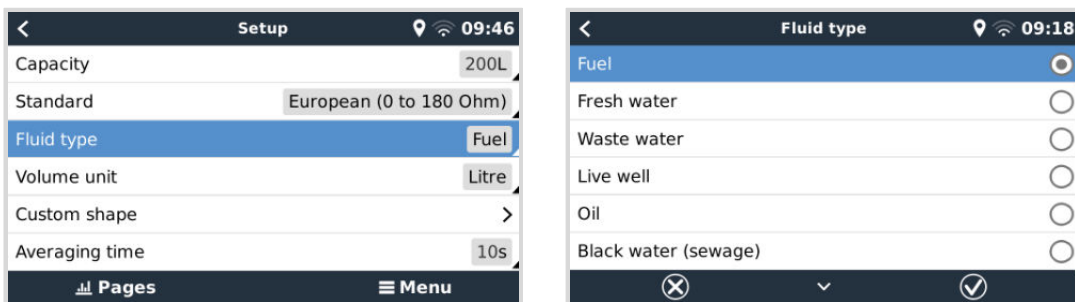 Setup 09:46
Capacity 200L
Standard European (0 to 180 Ohm)
Fluid type Fuel
Volume unit Litre
Custom shape
Averaging time 10s
Pages Menu
Fluid type 09:18
Fuel
Fresh water
Waste water
Live well
Oil
Black water (sewage)